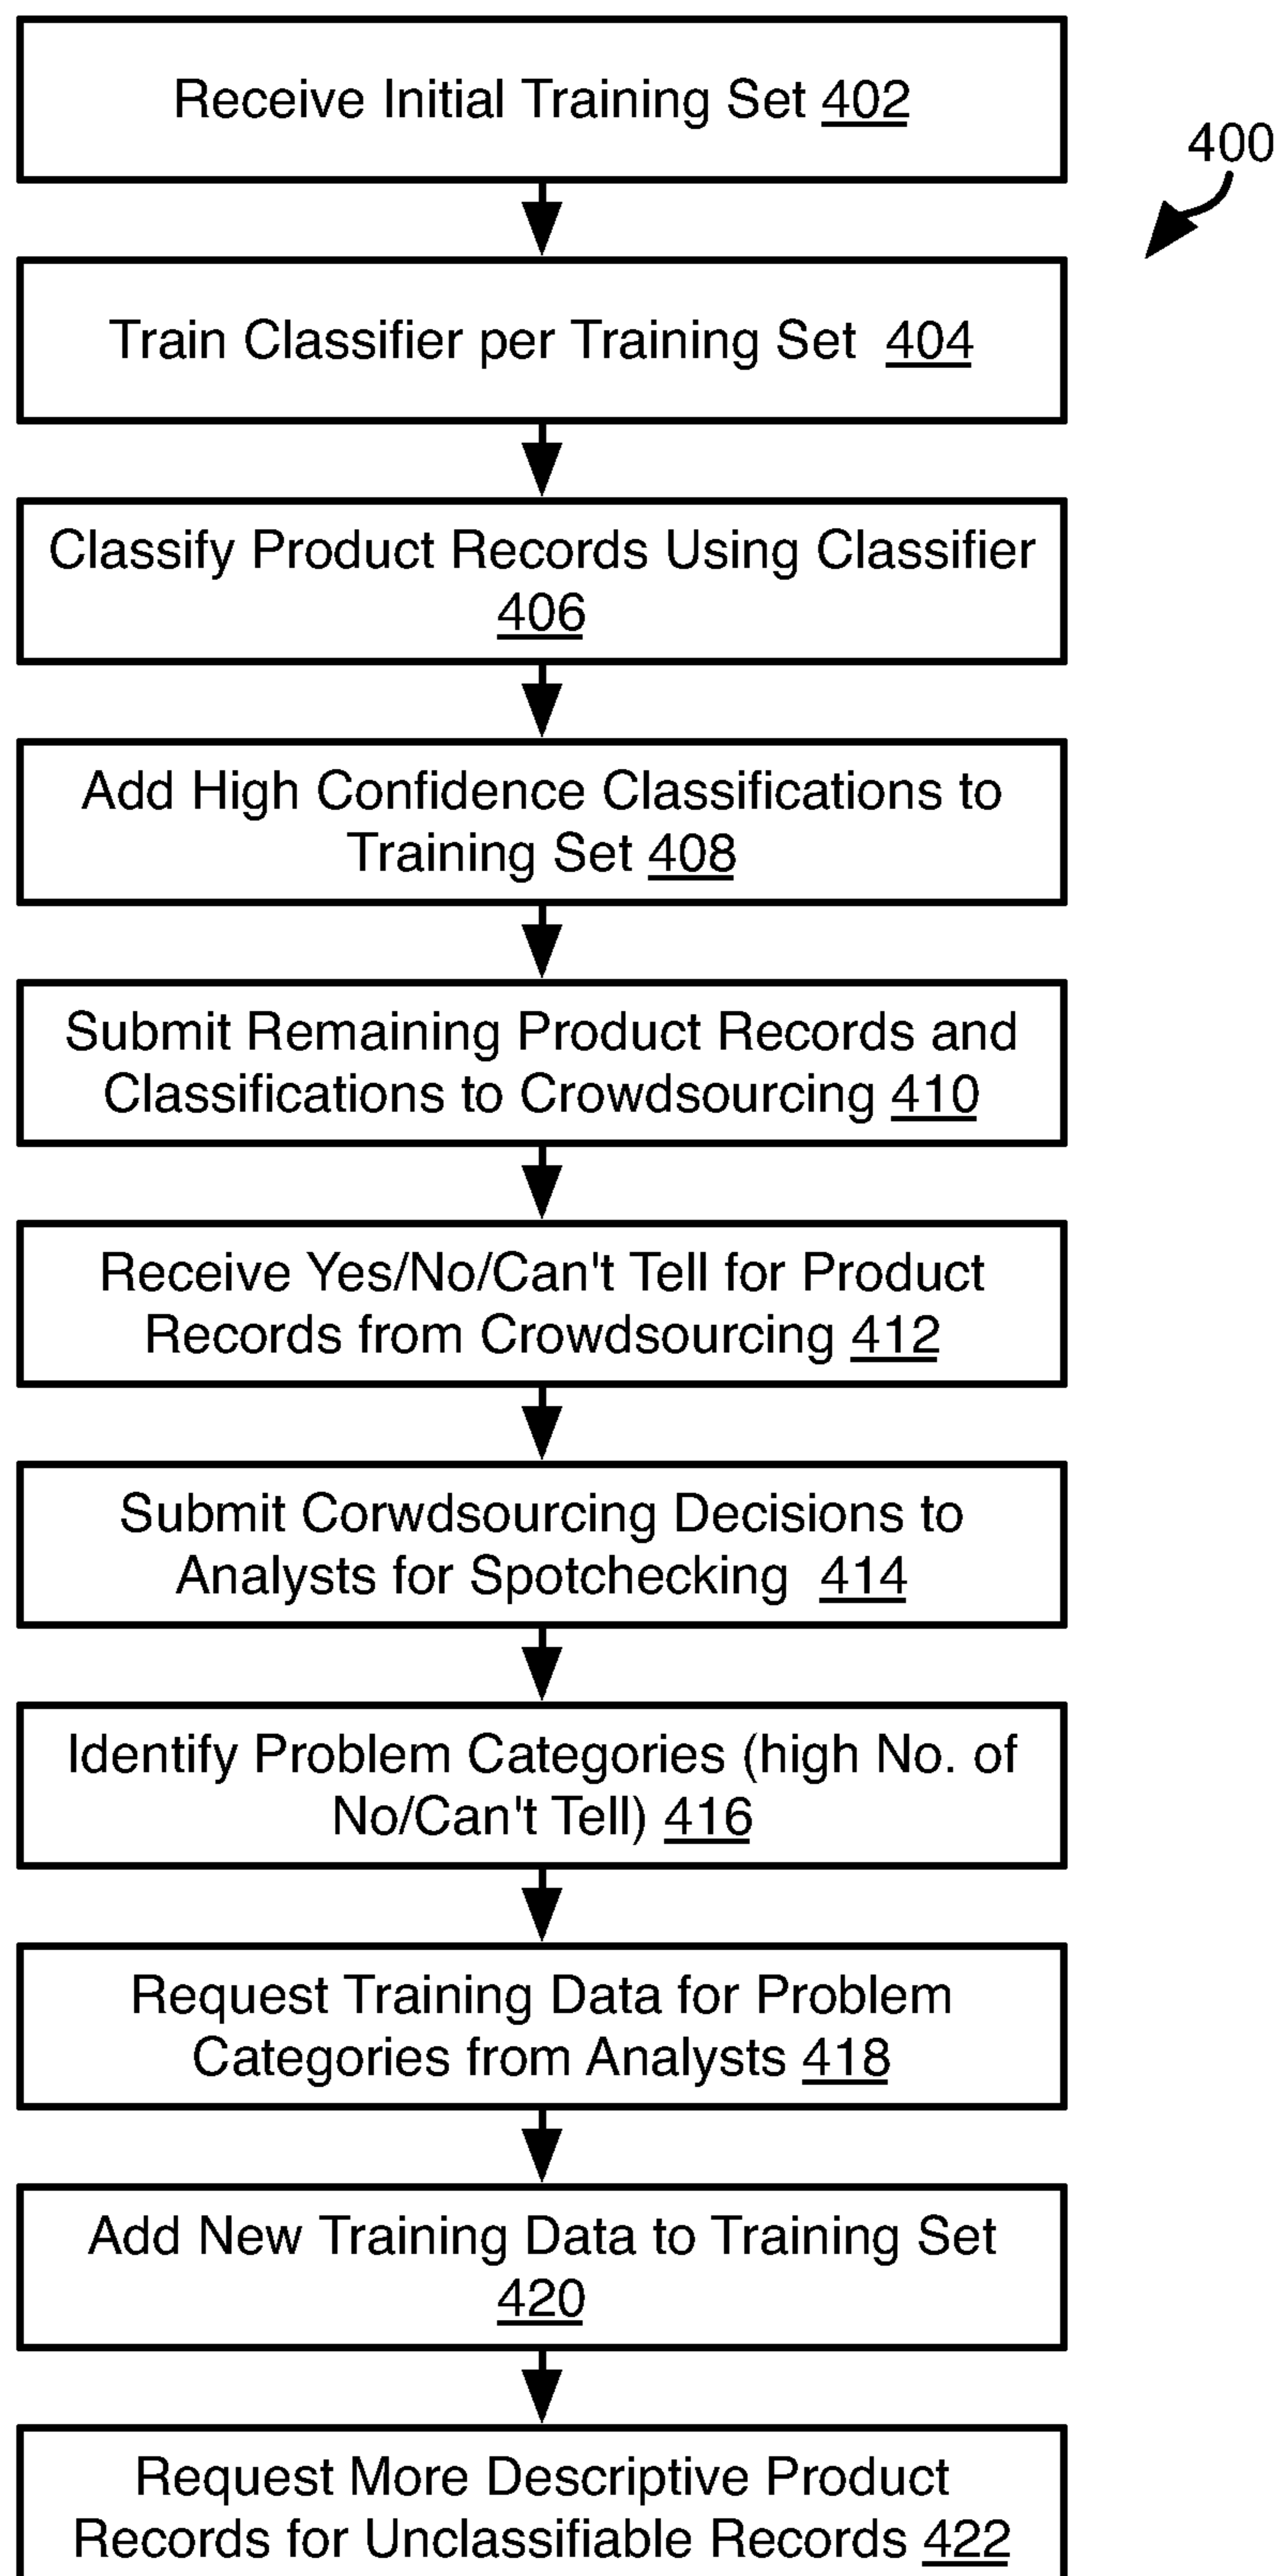 Receive Initial Training Set 402
400
Train Classifier per Training Set 404
Classify Product Records Using Classifier
406
Add High Confidence Classifications to
Training Set 408
Submit Remaining Product Records and
Classifications to Crowdsourcing 410
Receive Yes/No/Can't Tell for Product
Records from Crowdsourcing 412
Submit Corwdsourcing Decisions to
Analysts for Spotchecking 414
Identify Problem Categories (high No. of
No/Can't Tell) 416
Request Training Data for Problem
Categories from Analysts 418
Add New Training Data to Training Set
420
Request More Descriptive Product
Records for Unclassifiable Records 422